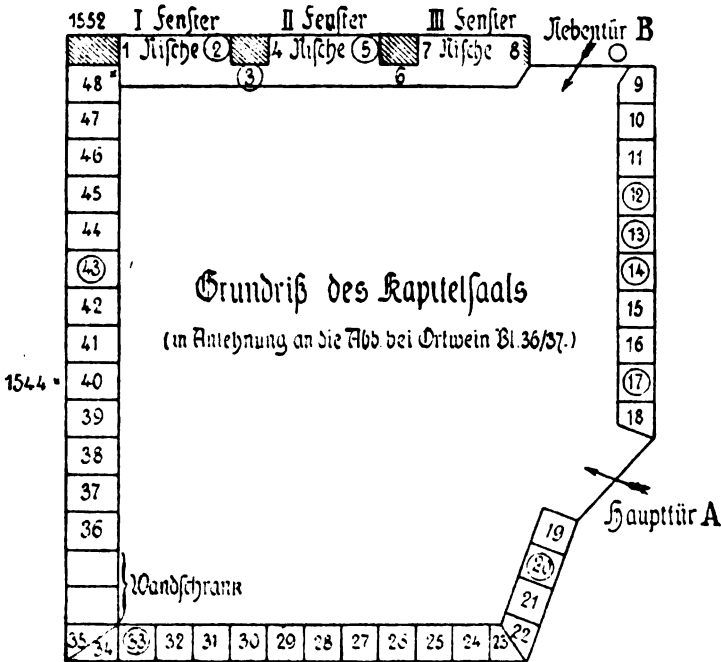 1552 I Fenster II Fenster III Fenster
Nebentür B
1 Nische 2 4 Nische 5 7 Nische 8
48 3 6 9
47 10
46 11
45 12
44 13
43 14
Grundriß des Kapitelsaals
42 15
(in Anlehnung an die Abb. bei Ortwein Bl. 36/37.)
41 16
1544 40 17
39 18
38
37
Haupttür A
36 19
20
Wandschrank
21
35 34 33 32 31 30 29 28 27 26 25 24 23 22